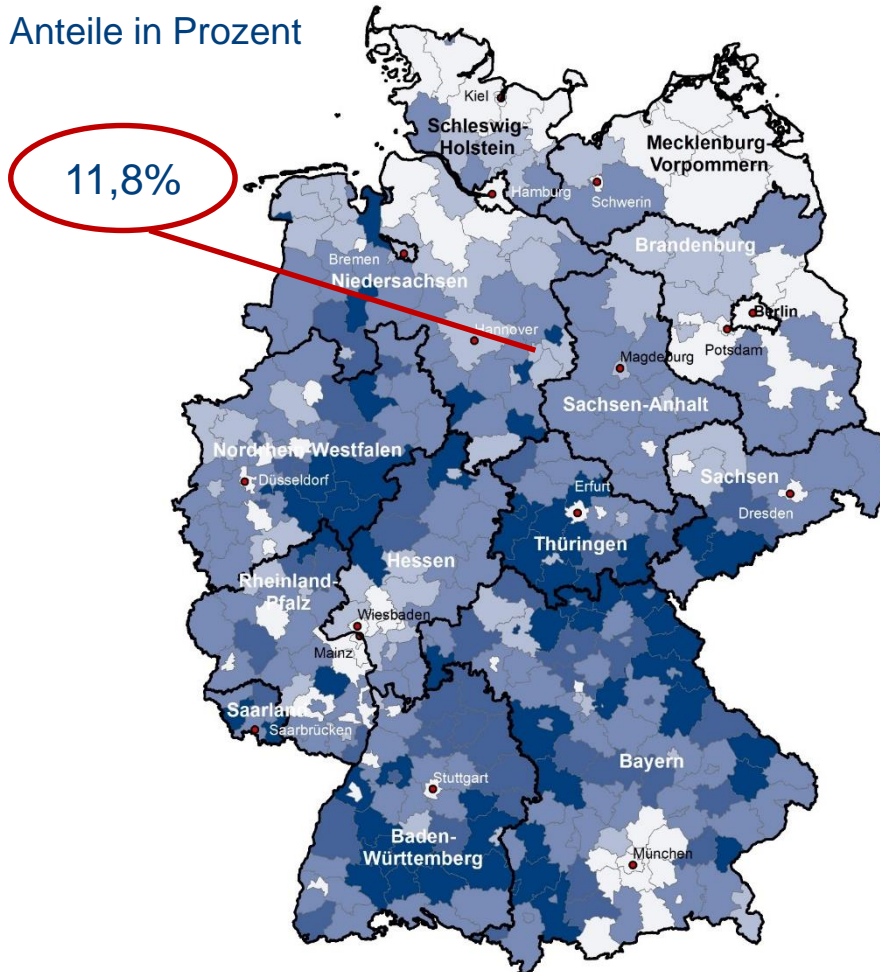 Anteile in Prozent
11,8%
Kiel
Schleswig-
Holstein
Mecklenburg-
Vorpommern
Hamburg
Schwerin
Bremen
Niedersachsen
Brandenburg
Berlin
Hannover
Potsdam
Magdeburg
Sachsen-Anhalt
Nordrhein-Westfalen
Düsseldorf
Sachsen
Erfurt
Dresden
Thüringen
Hessen
Rheinland-
Pfalz
Wiesbaden
Mainz
Saarland
Saarbrücken
Stuttgart
Bayern
Baden-
Württemberg
München